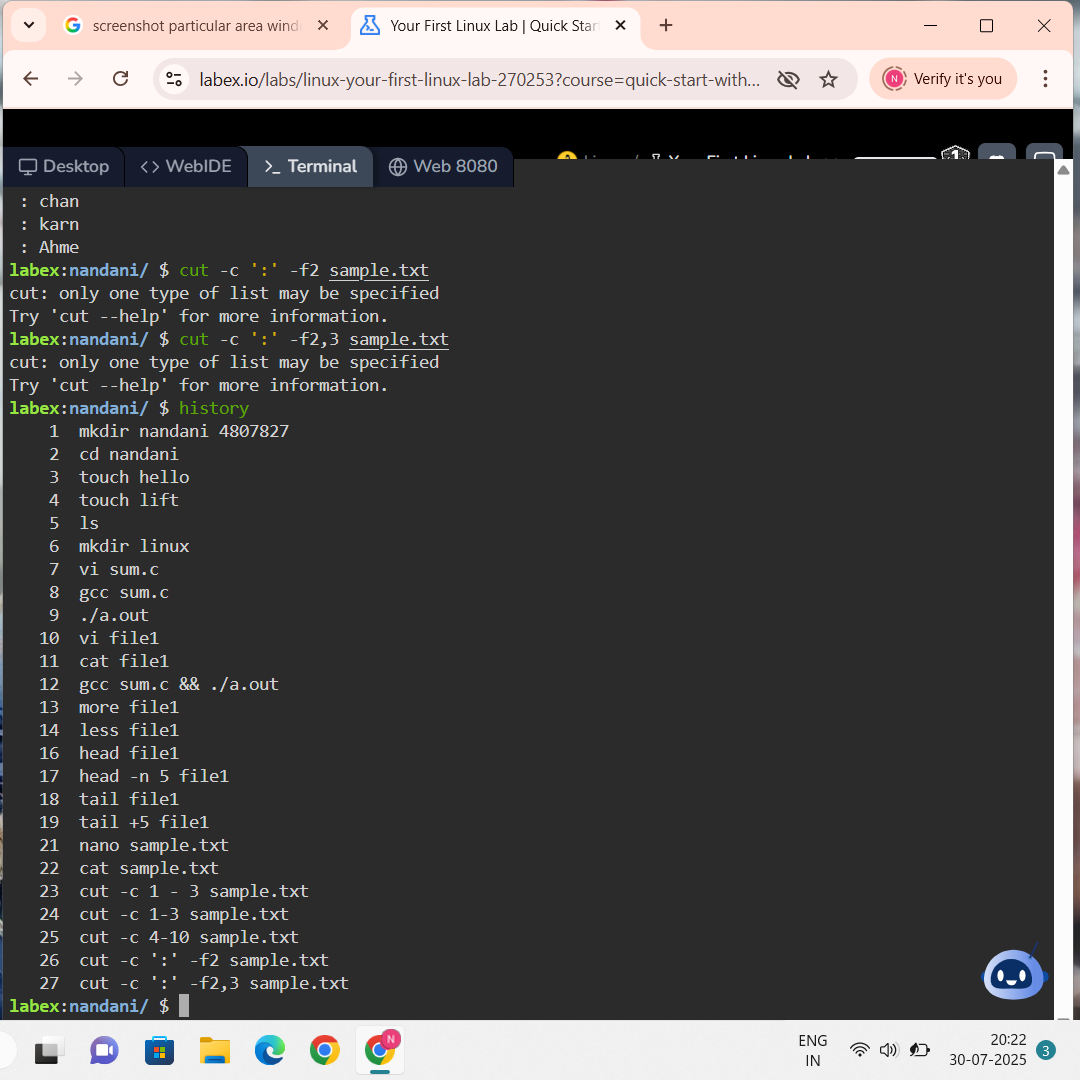 screenshot particular area wind
Your First Linux Lab | Quick Star
labex.io/labs/linux-your-first-linux-lab-270253?course=quick-start-with...
N
Verify it's you
Desktop
WebIDE
>_ Terminal
Web 8080
: chan
: karn
: Ahme
labex:nandani/ $ cut -c ':' -f2 sample.txt
cut: only one type of list may be specified
Try 'cut --help' for more information.
labex:nandani/ $ cut -c ':' -f2,3 sample.txt
cut: only one type of list may be specified
Try 'cut --help' for more information.
labex:nandani/ $ history
1 mkdir nandani 4807827
2 cd nandani
3 touch hello
4 touch lift
5 ls
6 mkdir linux
7 vi sum.c
8 gcc sum.c
9 ./a.out
10 vi file1
11 cat file1
12 gcc sum.c && ./a.out
13 more file1
14 less file1
16 head file1
17 head -n 5 file1
18 tail file1
19 tail +5 file1
21 nano sample.txt
22 cat sample.txt
23 cut -c 1 - 3 sample.txt
24 cut -c 1-3 sample.txt
25 cut -c 4-10 sample.txt
26 cut -c ':' -f2 sample.txt
27 cut -c ':' -f2,3 sample.txt
labex:nandani/ $
N
ENG
IN
20:22
30-07-2025
3